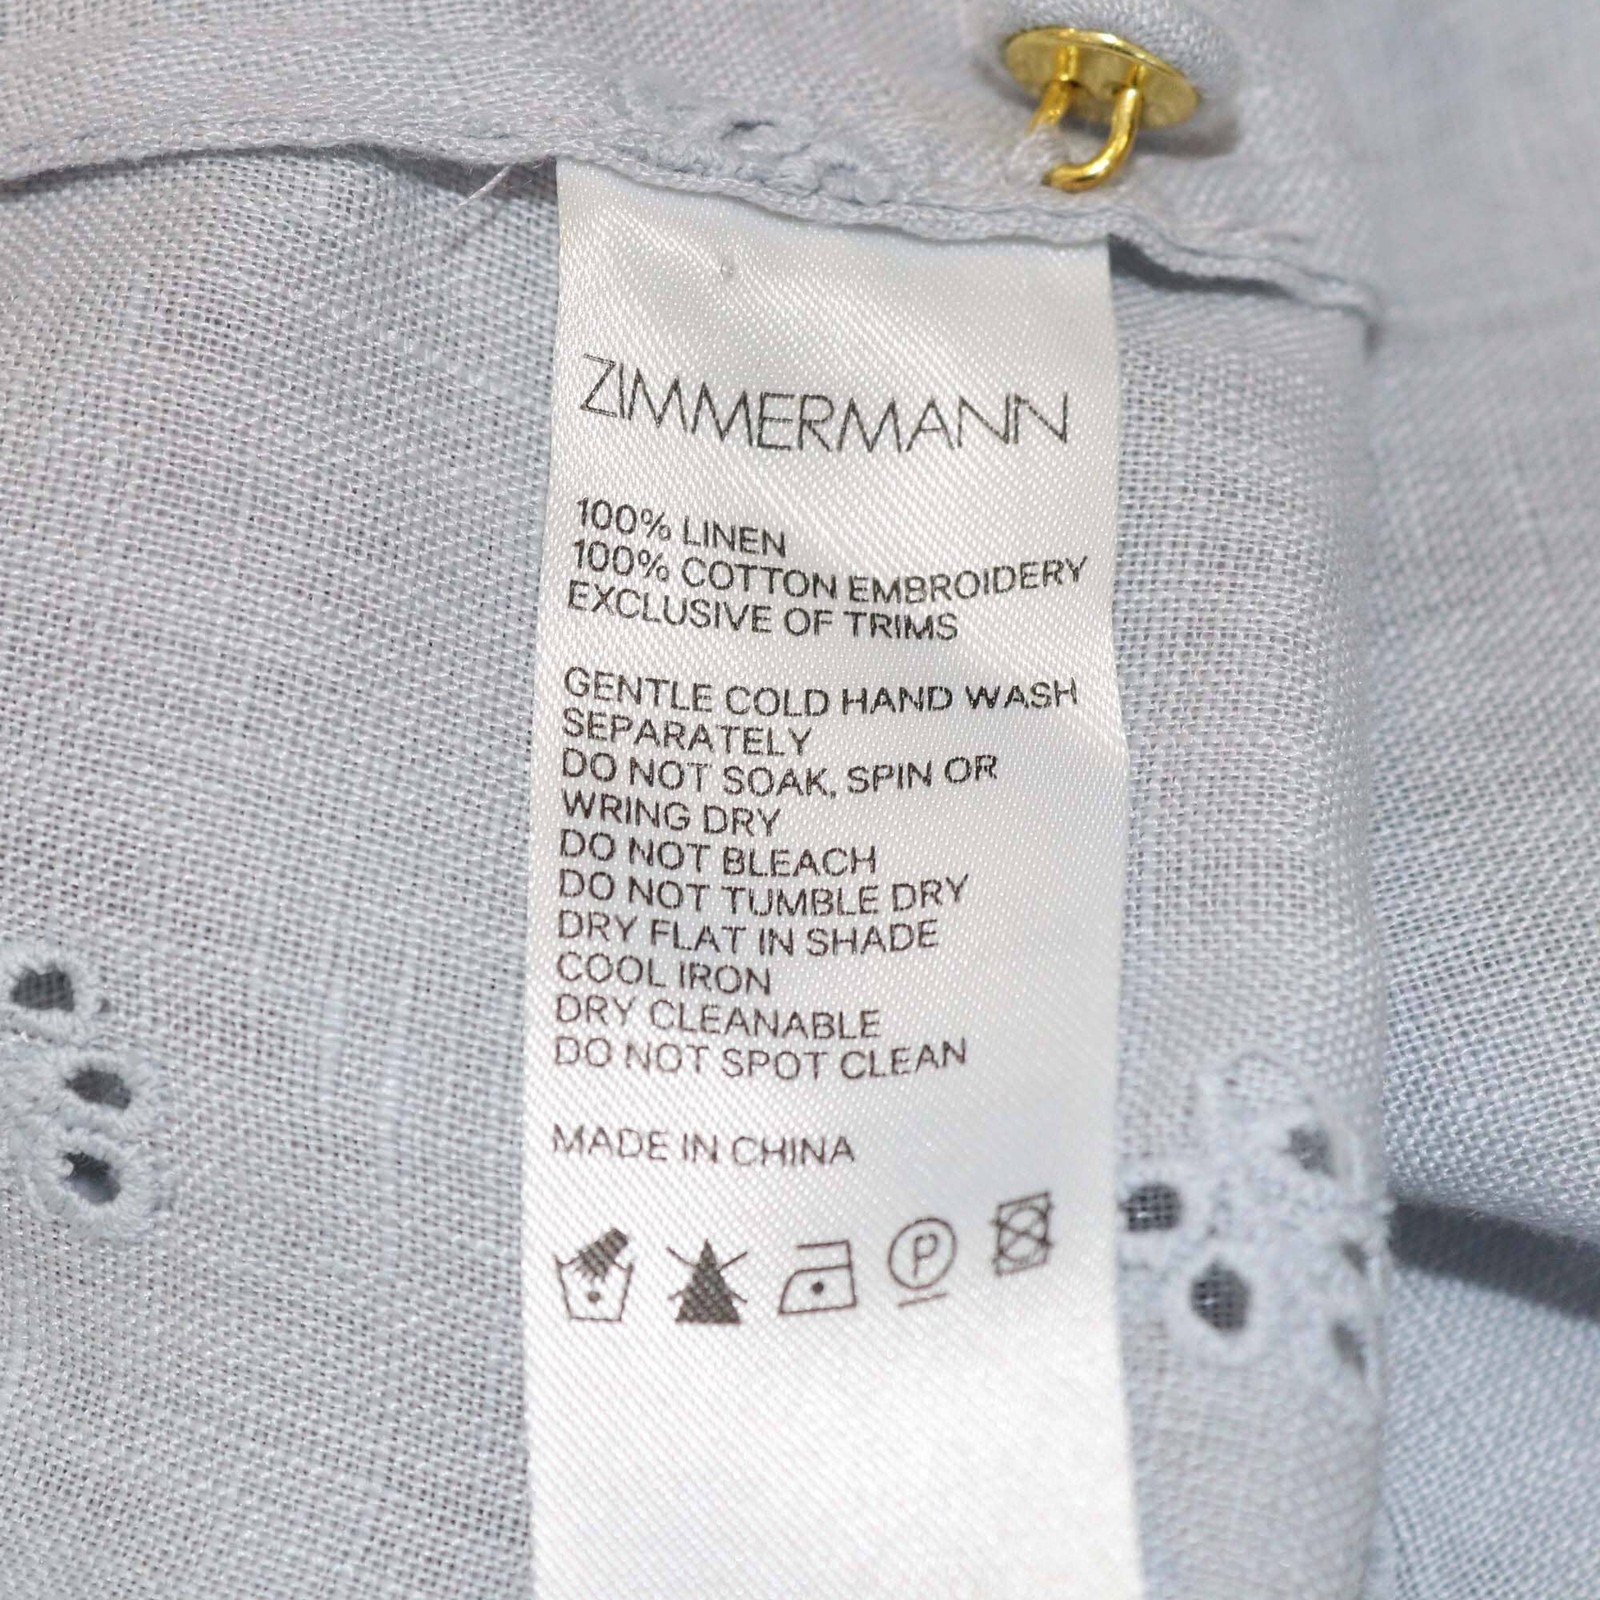 ZIMMERMANN
100% LINEN
100% COTTON EMBROIDERY
EXCLUSIVE OF TRIMS
GENTLE COLD HAND WASH
SEPARATELY
DO NOT SOAK, SPIN OR
WRING DRY
DO NOT BLEACH
DO NOT TUMBLE DRY
DRY FLAT IN SHADE
COOL IRON
DRY CLEANABLE
DO NOT SPOT CLEAN
MADE IN CHINA
P